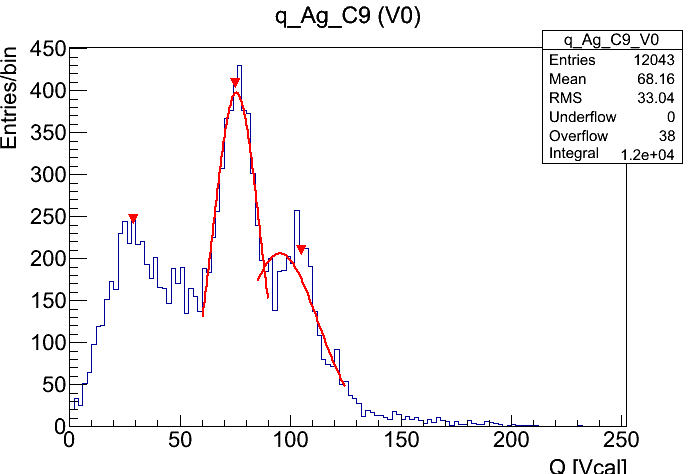 q_Ag_C9 (V0)
q_Ag_C9_V0
Entries 12043
Mean 68.16
RMS 33.04
Underflow 0
Overflow 38
Integral 1.2e+04
Entries/bin
450
400
350
300
250
200
150
100
50
0
0 50 100 150 200 250
Q [Vcal]